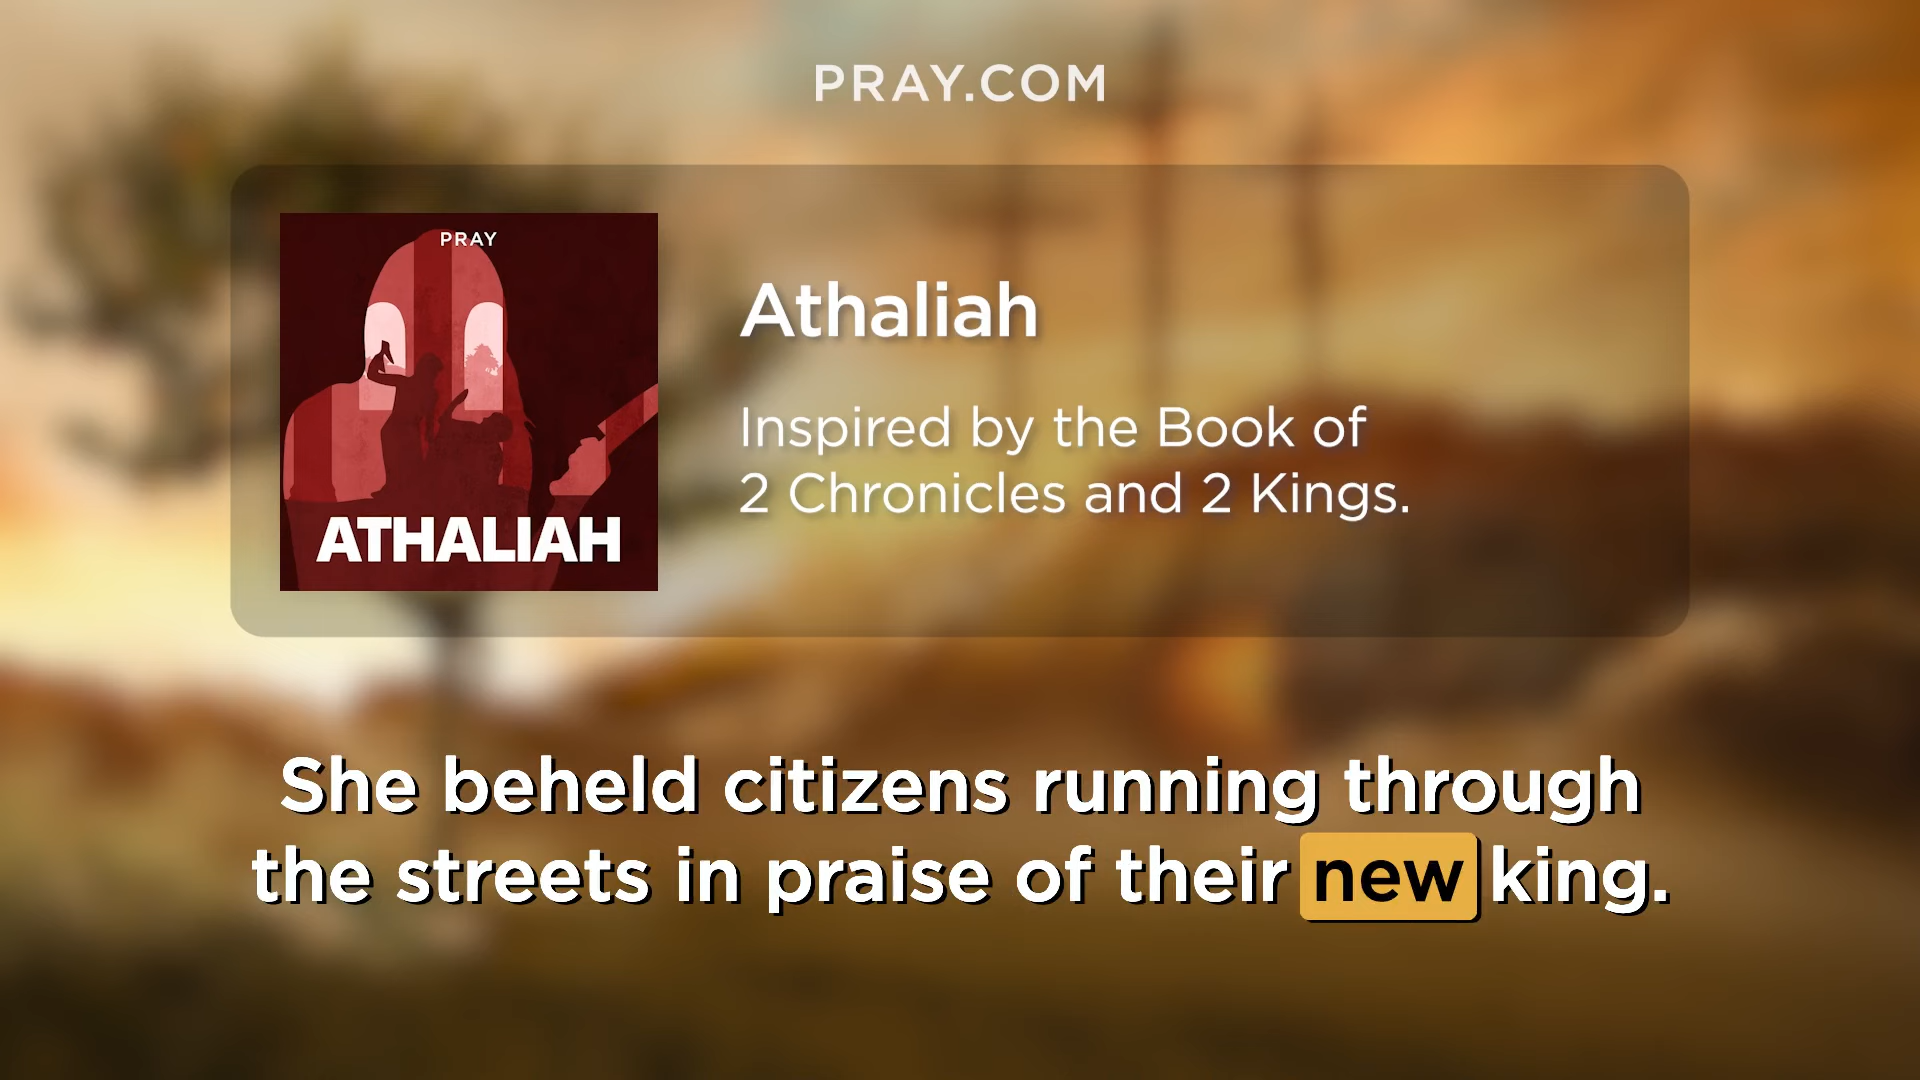 PRAY.COM
PRAY
ATHALIAH
Athaliah
Inspired by the Book of
2 Chronicles and 2 Kings.
She beheld citizens running through
the streets in praise of their new king.